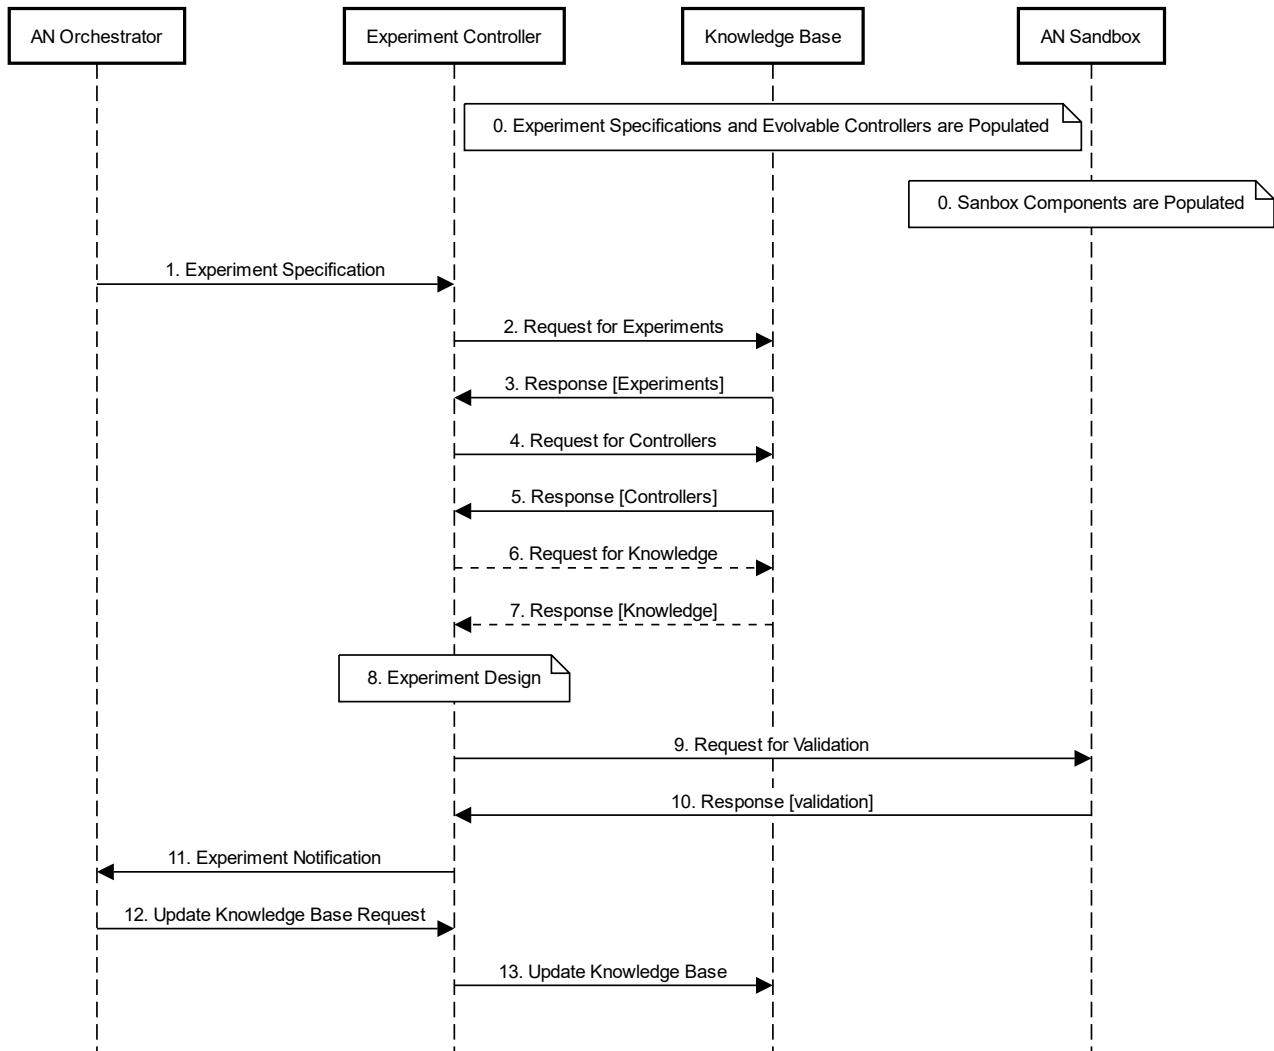 AN Orchestrator
Experiment Controller
Knowledge Base
AN Sandbox
0. Experiment Specifications and Evolvable Controllers are Populated
0. Sanbox Components are Populated
1. Experiment Specification
2. Request for Experiments
3. Response [Experiments]
4. Request for Controllers
5. Response [Controllers]
6. Request for Knowledge
7. Response [Knowledge]
8. Experiment Design
9. Request for Validation
10. Response [validation]
11. Experiment Notification
12. Update Knowledge Base Request
13. Update Knowledge Base